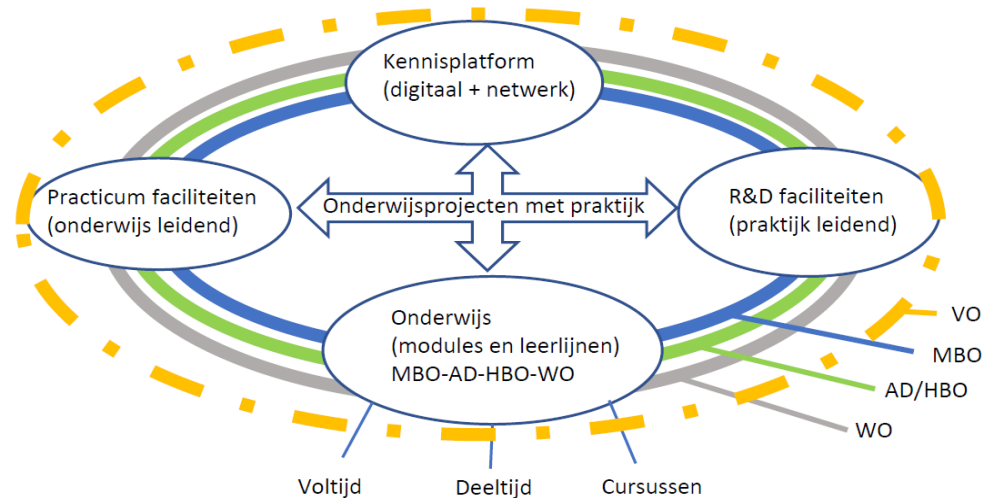 Kennisplatform
(digitaal + netwerk)
Practicum faciliteiten
(onderwijs leidend)
Onderwijsprojecten met praktijk
R&D faciliteiten
(praktijk leidend)
Onderwijs
(modules en leerlijnen)
MBO-AD-HBO-WO
VO
MBO
AD/HBO
WO
Voltijd
Deeltijd
Cursussen